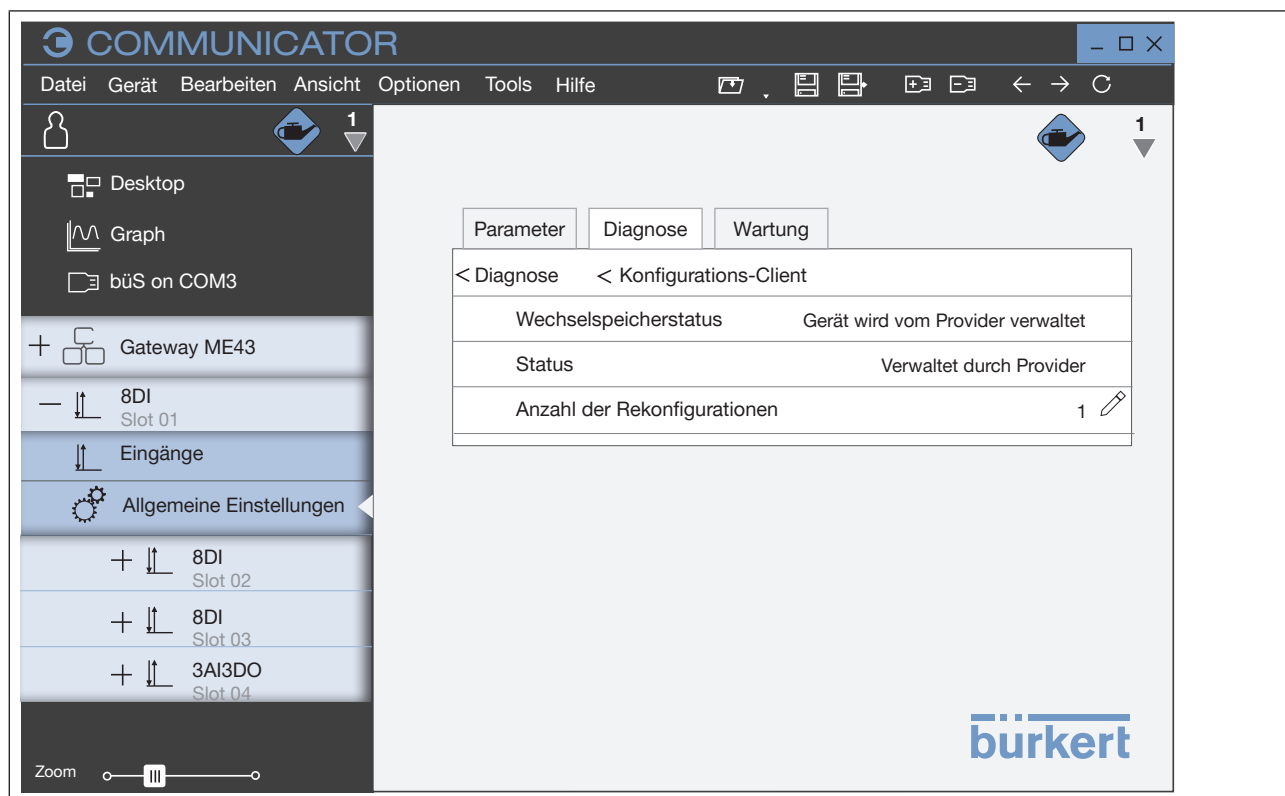 COMMUNICATOR
Datei Gerät Bearbeiten Ansicht Optionen Tools Hilfe
1
Desktop
Graph
büS on COM3
Gateway ME43
8DI
Slot 01
Eingänge
Allgemeine Einstellungen
8DI
Slot 02
8DI
Slot 03
3AI3DO
Slot 04
Zoom
1
Parameter Diagnose Wartung
< Diagnose < Konfigurations-Client
Wechselspeicherstatus Gerät wird vom Provider verwaltet
Status Verwaltet durch Provider
Anzahl der Rekonfigurationen 1
bürkert